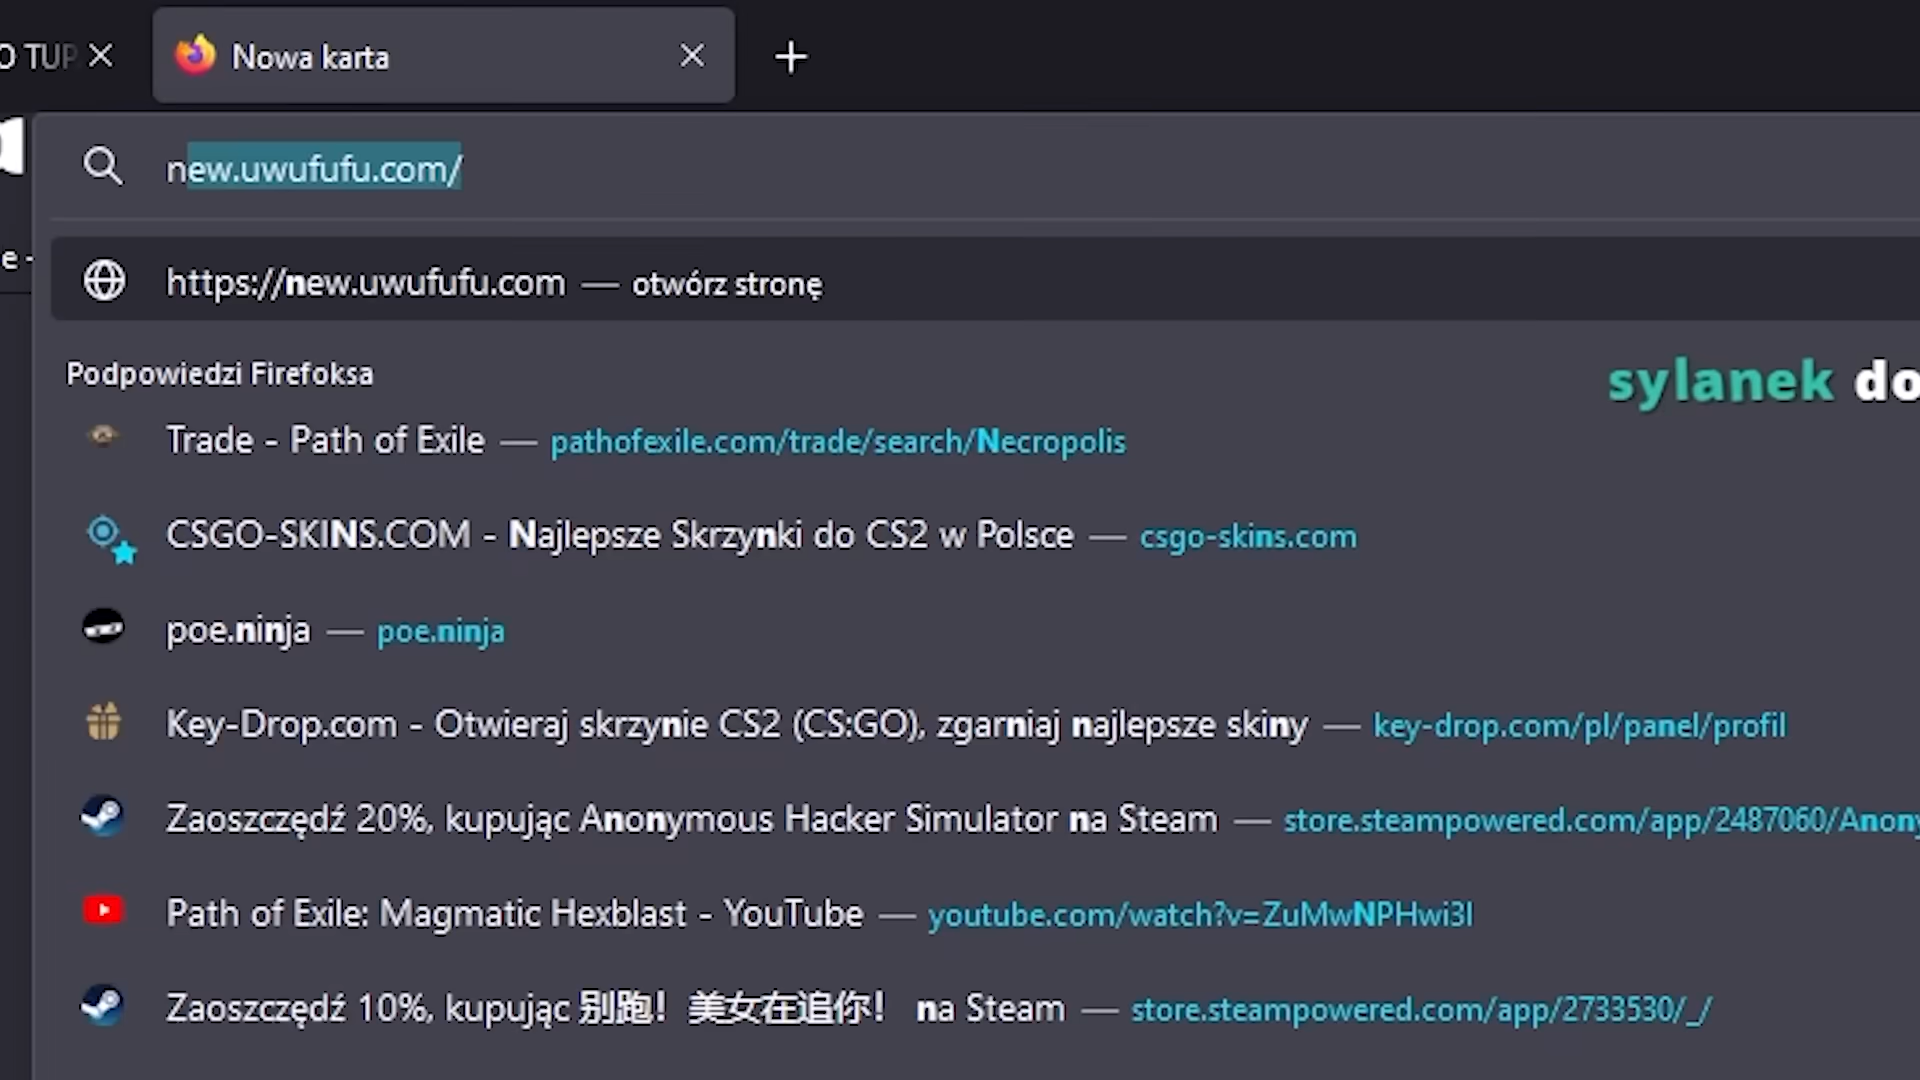 O TUP
Nowa karta
new.uwufufu.com/
e -
https://new.uwufufu.com — otwórz stronę
Podpowiedzi Firefoksa
sylanek do
Trade - Path of Exile — pathofexile.com/trade/search/Necropolis
CSGO-SKINS.COM - Najlepsze Skrzynki do CS2 w Polsce — csgo-skins.com
poe.ninja — poe.ninja
Key-Drop.com - Otwieraj skrzynie CS2 (CS:GO), zgarniaj najlepsze skiny — key-drop.com/pl/panel/profil
Zaoszczędź 20%, kupując Anonymous Hacker Simulator na Steam — store.steampowered.com/app/2487060/Anony
Path of Exile: Magmatic Hexblast - YouTube — youtube.com/watch?v=ZuMwNPHwi3I
Zaoszczędź 10%, kupując 别跑！美女在追你！ na Steam — store.steampowered.com/app/2733530/_/